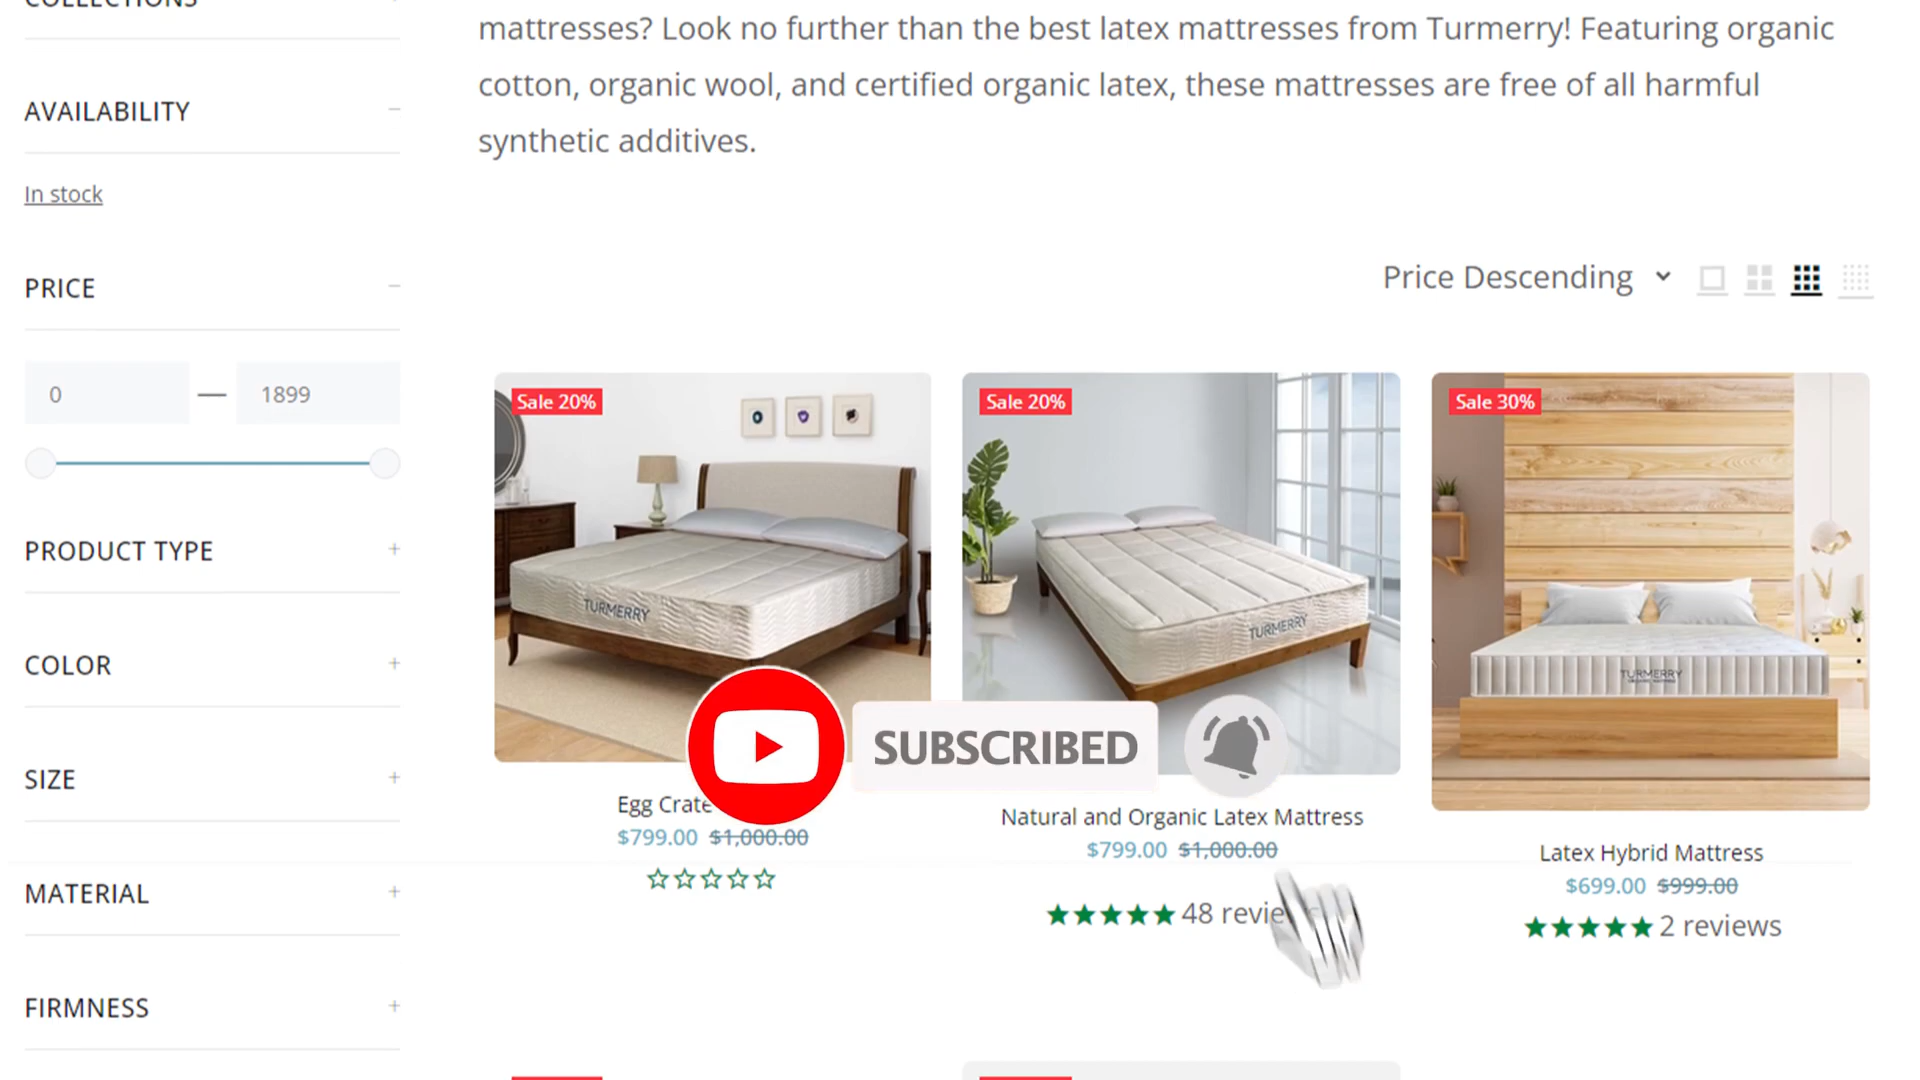 COLLECTIONS
AVAILABILITY
In stock
PRICE
0 — 1899
PRODUCT TYPE
COLOR
SIZE
MATERIAL
FIRMNESS
mattresses? Look no further than the best latex mattresses from Turmerry! Featuring organic
cotton, organic wool, and certified organic latex, these mattresses are free of all harmful
synthetic additives.
Price Descending
Sale 20%
TURMERRY
Egg Crate
$799.00 $1,000.00
Sale 20%
TURMERRY
Natural and Organic Latex Mattress
$799.00 $1,000.00
48
Sale 30%
TURMERRY
Latex Hybrid Mattress
$699.00 $999.00
2 reviews
SUBSCRIBED